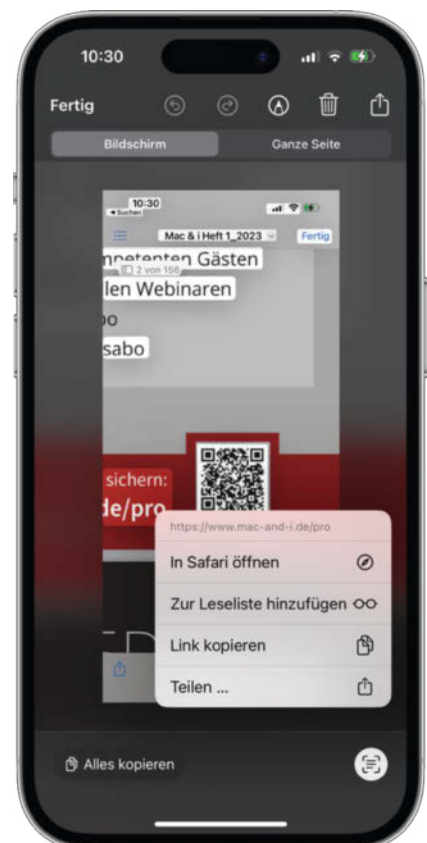 10:30
Fertig
Bildschirm
Ganze Seite
10:30
Suchen
Mac & i Heft 1_2023
Fertig
mpetenten Gästen
2 von 156
len Webinaren
sabo
sichern:
de/pro
https://www.mac-and-i.de/pro
In Safari öffnen
Zur Leseliste hinzufügen
Link kopieren
Teilen ...
Alles kopieren